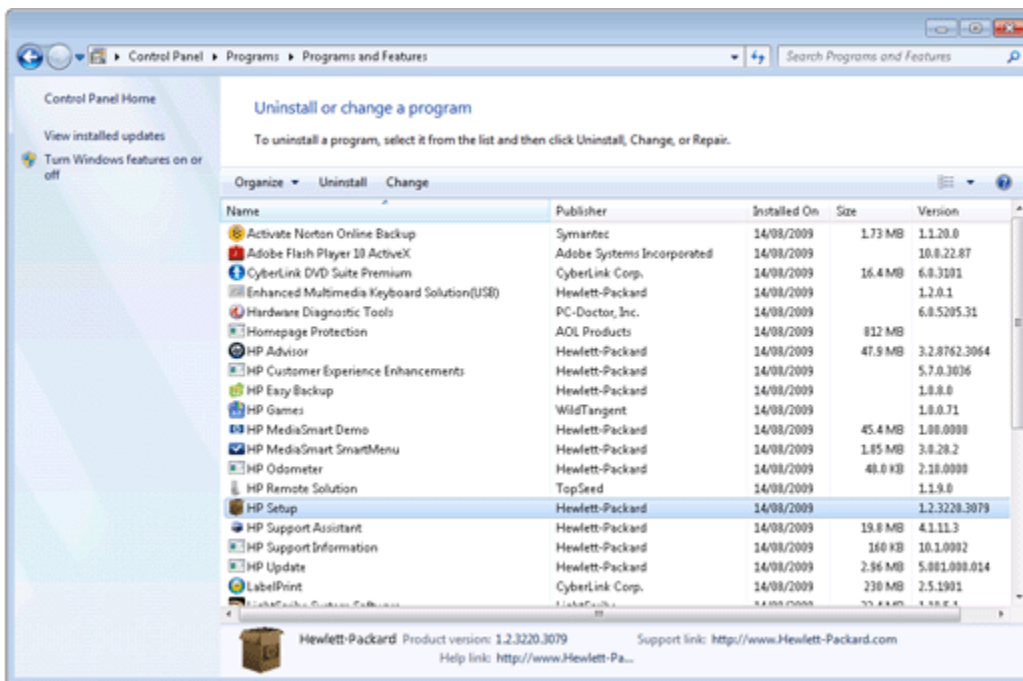 Control Panel ▸ Programs ▸ Programs and Features
Search Programs and Features
Control Panel Home
View installed updates
Turn Windows features on or
off
Uninstall or change a program
To uninstall a program, select it from the list and then click Uninstall, Change, or Repair.
Organize Uninstall Change
Name Publisher Installed On Size Version
Activate Norton Online Backup Symantec 14/08/2009 1.73 MB 1.1.20.0
Adobe Flash Player 10 ActiveX Adobe Systems Incorporated 14/08/2009 10.0.22.87
CyberLink DVD Suite Premium CyberLink Corp. 14/08/2009 16.4 MB 6.0.3101
Enhanced Multimedia Keyboard Solution(USB) Hewlett-Packard 14/08/2009 1.2.0.1
Hardware Diagnostic Tools PC-Doctor, Inc. 14/08/2009 6.0.5205.31
Homepage Protection AOL Products 14/08/2009 812 MB
HP Advisor Hewlett-Packard 14/08/2009 47.9 MB 3.2.8762.3064
HP Customer Experience Enhancements Hewlett-Packard 14/08/2009 5.7.0.3036
HP Easy Backup Hewlett-Packard 14/08/2009 1.0.8.0
HP Games WildTangent 14/08/2009 1.0.0.71
HP MediaSmart Demo Hewlett-Packard 14/08/2009 45.4 MB 1.00.0000
HP MediaSmart SmartMenu Hewlett-Packard 14/08/2009 1.85 MB 3.0.28.2
HP Odometer Hewlett-Packard 14/08/2009 48.0 KB 2.10.0000
HP Remote Solution TopSeed 14/08/2009 1.1.9.0
HP Setup Hewlett-Packard 14/08/2009 1.2.3220.3079
HP Support Assistant Hewlett-Packard 14/08/2009 19.8 MB 4.1.11.3
HP Support Information Hewlett-Packard 14/08/2009 160 KB 10.1.0002
HP Update Hewlett-Packard 14/08/2009 2.96 MB 5.001.000.014
LabelPrint CyberLink Corp. 14/08/2009 230 MB 2.5.1901
LightScribe System Software LightScribe 14/08/2009
Hewlett-Packard Product version: 1.2.3220.3079 Support link: http://www.Hewlett-Packard.com
Help link: http://www.Hewlett-Pa...